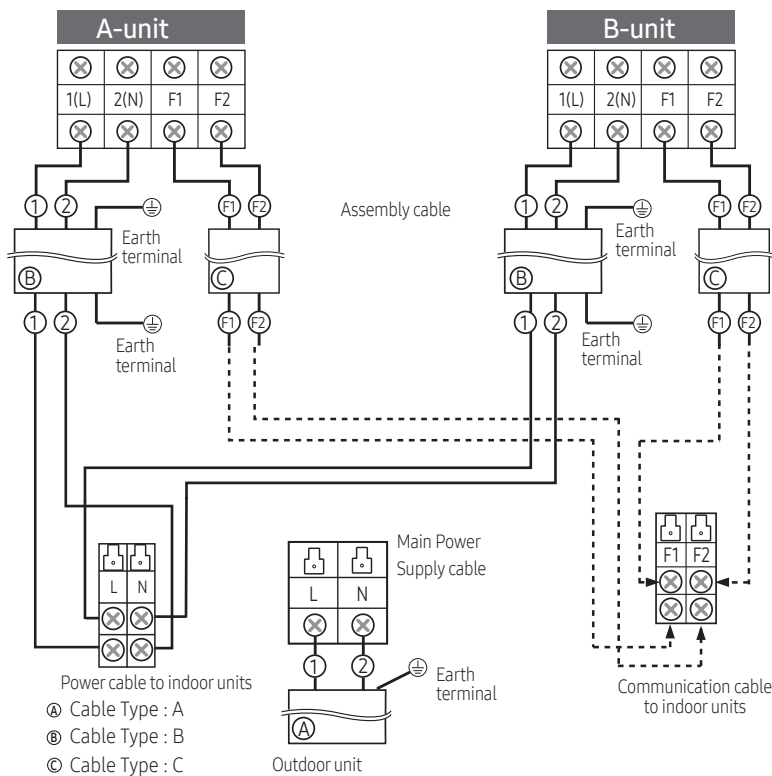 A-unit
B-unit
1(L) 2(N) F1 F2
1(L) 2(N) F1 F2
1 2 F1 F2
Assembly cable
1 2 F1 F2
Earth
terminal
Earth
terminal
B C
B C
1 2 F1 F2
1 2 F1 F2
Earth
terminal
Earth
terminal
L N
Main Power
Supply cable
L N
F1 F2
1 2
Earth
terminal
Power cable to indoor units
Communication cable
to indoor units
A
A Cable Type : A
B Cable Type : B
C Cable Type : C
Outdoor unit